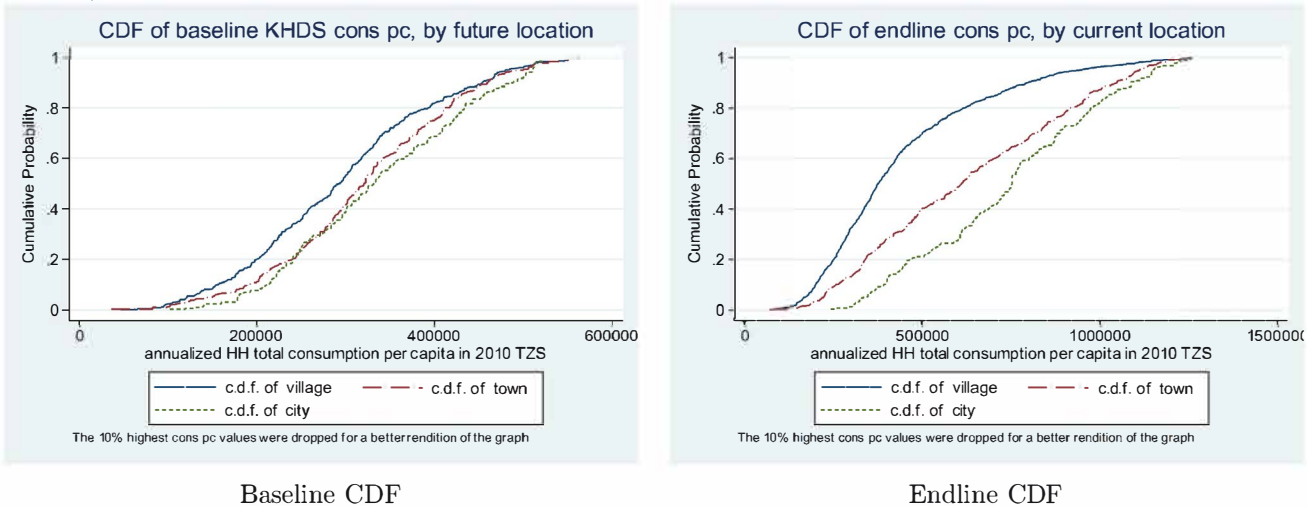 CDF of baseline KHDS cons pc, by future location
Cumulative Probability
1
.8
.6
.4
.2
0
0 200000 400000 600000
annualized HH total consumption per capita in 2010 TZS
c.d.f. of village c.d.f. of town
c.d.f. of city
The 10% highest cons pc values were dropped for a better rendition of the graph
Baseline CDF
CDF of endline cons pc, by current location
Cumulative Probability
1
.8
.6
.4
.2
0
0 500000 1000000 1500000
annualized HH total consumption per capita in 2010 TZS
c.d.f. of village c.d.f. of town
c.d.f. of city
The 10% highest cons pc values were dropped for a better rendition of the graph
Endline CDF